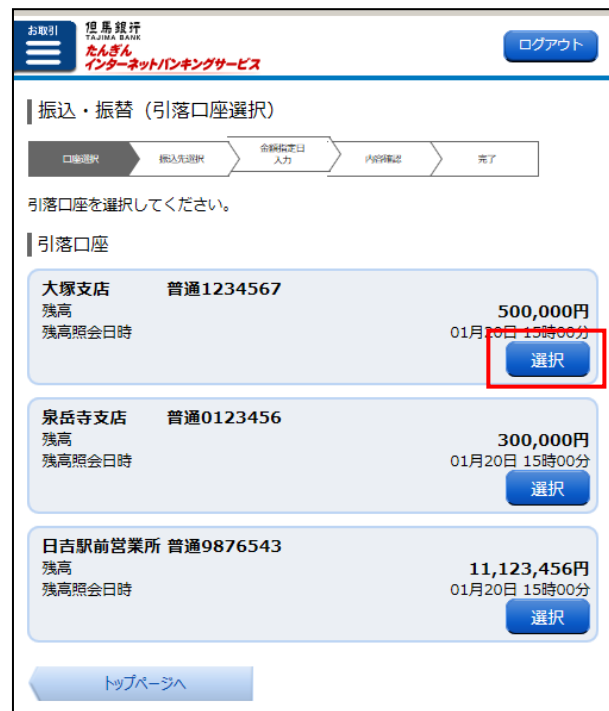 お取引
但馬銀行
TAJIMA BANK
たんぎん
インターネットバンキングサービス
ログアウト
振込・振替（引落口座選択）
口座選択 振込先選択 金額指定日入力 内容確認 完了
引落口座を選択してください。
引落口座
大塚支店 普通1234567
残高 500,000円
残高照会日時 01月20日 15時00分
選択
泉岳寺支店 普通0123456
残高 300,000円
残高照会日時 01月20日 15時00分
選択
日吉駅前営業所 普通9876543
残高 11,123,456円
残高照会日時 01月20日 15時00分
選択
トップページへ